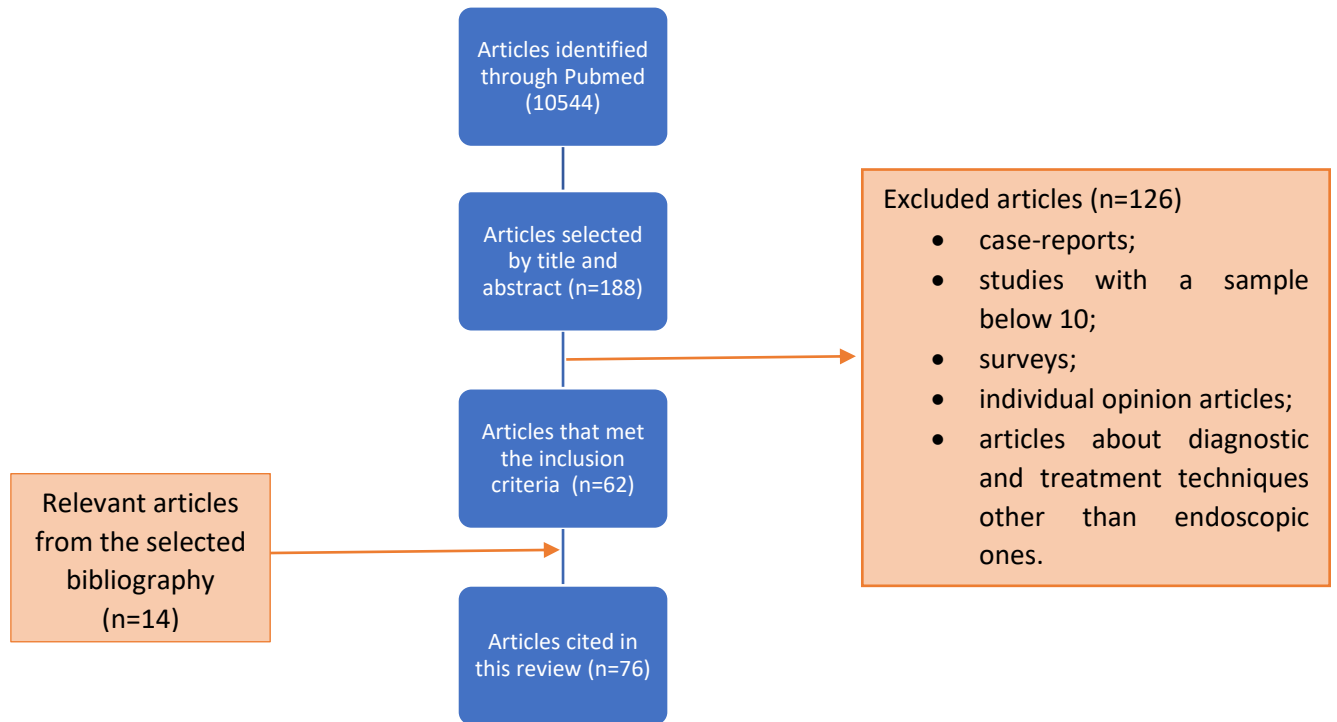 Articles identified
through Pubmed
(10544)
Articles selected
by title and
abstract (n=188)
Excluded articles (n=126)
• case-reports;
• studies with a sample
below 10;
• surveys;
• individual opinion articles;
• articles about diagnostic
and treatment techniques
other than endoscopic
ones.
Articles that met
the inclusion
criteria (n=62)
Relevant articles
from the selected
bibliography
(n=14)
Articles cited in
this review (n=76)